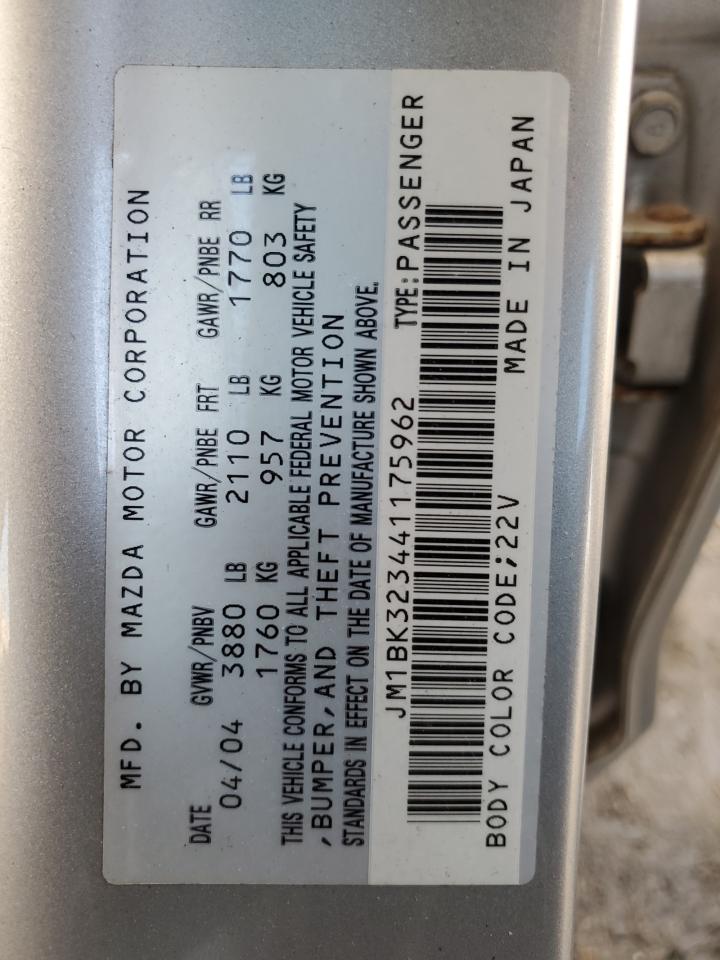 MFD. BY MAZDA MOTOR CORPORATION
DATE GVWR/PNBV GAWR/PNBE FRT GAWR/PNBE RR
04/04 3880 LB 2110 LB 1770 LB
1760 KG 957 KG 803 KG
THIS VEHICLE CONFORMS TO ALL APPLICABLE FEDERAL MOTOR VEHICLE SAFETY
,BUMPER,AND THEFT PREVENTION
STANDARDS IN EFFECT ON THE DATE OF MANUFACTURE SHOWN ABOVE.
JM1BK323441175962 TYPE:PASSENGER
BODY COLOR CODE;22V MADE IN JAPAN